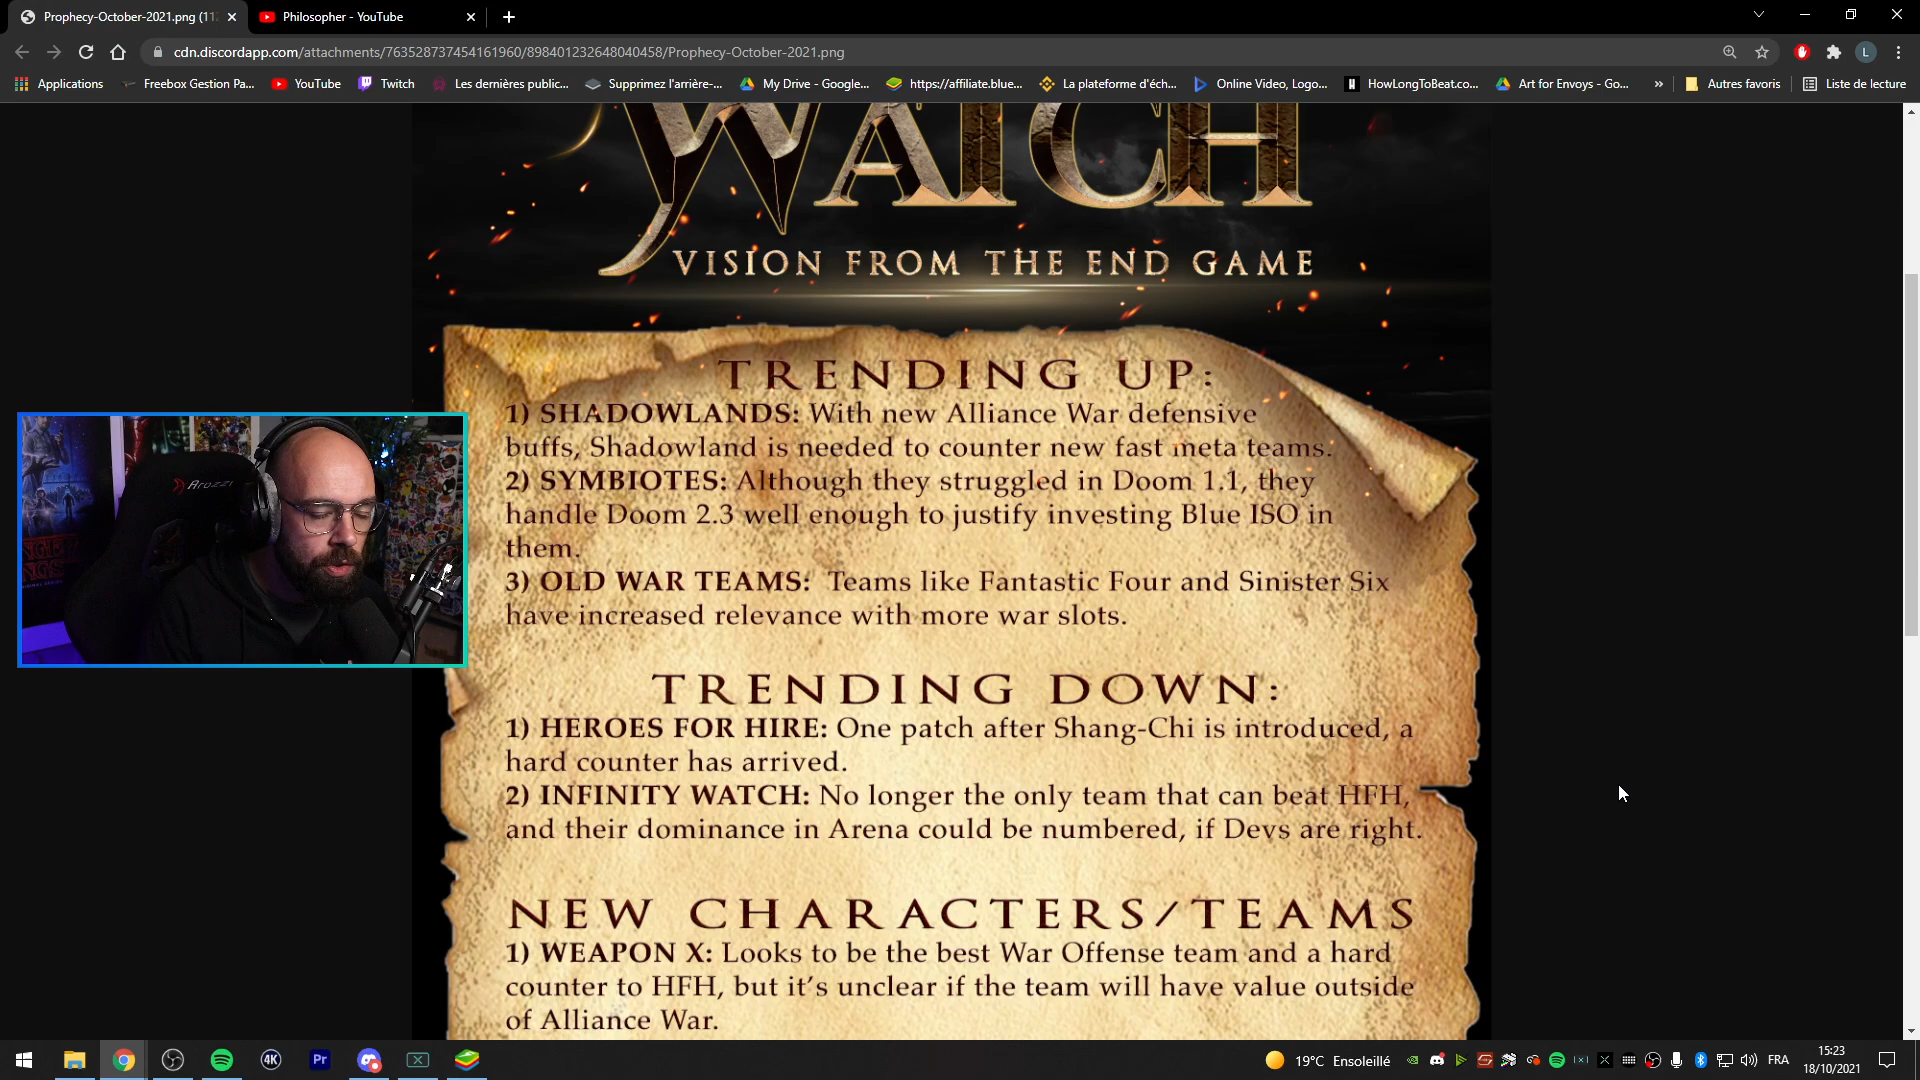 Prophecy-October-2021.png (11
Philosopher - YouTube
cdn.discordapp.com/attachments/763528737454161960/898401232648040458/Prophecy-October-2021.png
Applications
Freebox Gestion Pa...
YouTube
Twitch
Les dernières public...
Supprimez l'arrière-...
My Drive - Google...
https://affiliate.blue...
La plateforme d'éch...
Online Video, Logo...
HowLongToBeat.co...
Art for Envoys - Go...
Autres favoris
Liste de lecture
WATCH
VISION FROM THE END GAME
TRENDING UP:
1) SHADOWLANDS: With new Alliance War defensive
buffs, Shadowland is needed to counter new fast meta teams.
2) SYMBIOTES: Although they struggled in Doom 1.1, they
handle Doom 2.3 well enough to justify investing Blue ISO in
them.
3) OLD WAR TEAMS: Teams like Fantastic Four and Sinister Six
have increased relevance with more war slots.
TRENDING DOWN:
1) HEROES FOR HIRE: One patch after Shang-Chi is introduced, a
hard counter has arrived.
2) INFINITY WATCH: No longer the only team that can beat HFH,
and their dominance in Arena could be numbered, if Devs are right.
NEW CHARACTERS/TEAMS
1) WEAPON X: Looks to be the best War Offense team and a hard
counter to HFH, but it's unclear if the team will have value outside
of Alliance War.
Arozzi
4K
Pr
19°C Ensoleillé
FRA
15:23
18/10/2021